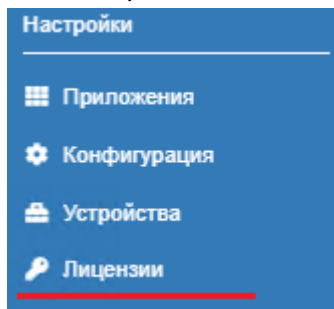 Настройки
Приложения
Конфигурация
Устройства
Лицензии